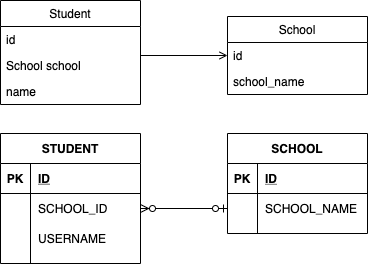 Student
id
School school
name
School
id
school_name
STUDENT
PK ID
SCHOOL_ID
USERNAME
SCHOOL
PK ID
SCHOOL_NAME